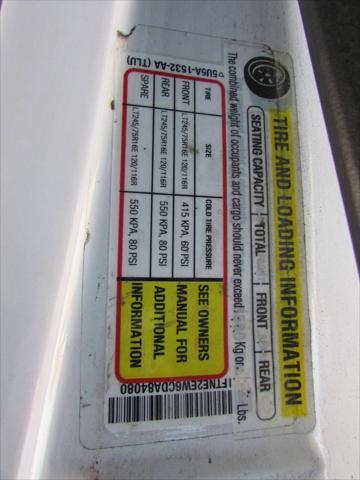 TIRE AND LOADING INFORMATION
SEATING CAPACITY TOTAL FRONT REAR
The combined weight of occupants and cargo should never exceed Kg or Lbs.
TIRE SIZE COLD TIRE PRESSURE
FRONT LT245/75R16E 120/116R 415 KPA, 60 PSI
REAR LT245/75R16E 120/116R 550 KPA, 80 PSI
SPARE LT245/75R16E 120/116R 550 KPA, 80 PSI
SEE OWNERS
MANUAL FOR
ADDITIONAL
INFORMATION
5U5A-1532-AA (TLU)
1FTNE2EW6CDA84080